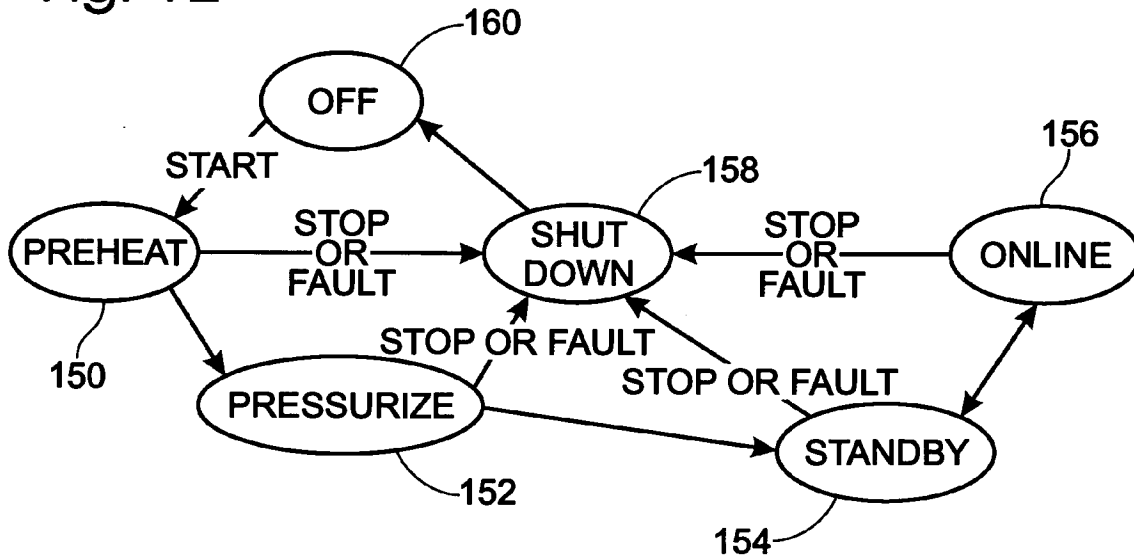 160
OFF
156
START
158
PREHEAT
STOP
OR
FAULT
SHUT
DOWN
STOP
OR
FAULT
ONLINE
150
STOP OR FAULT
STOP OR FAULT
PRESSURIZE
STANDBY
152
154